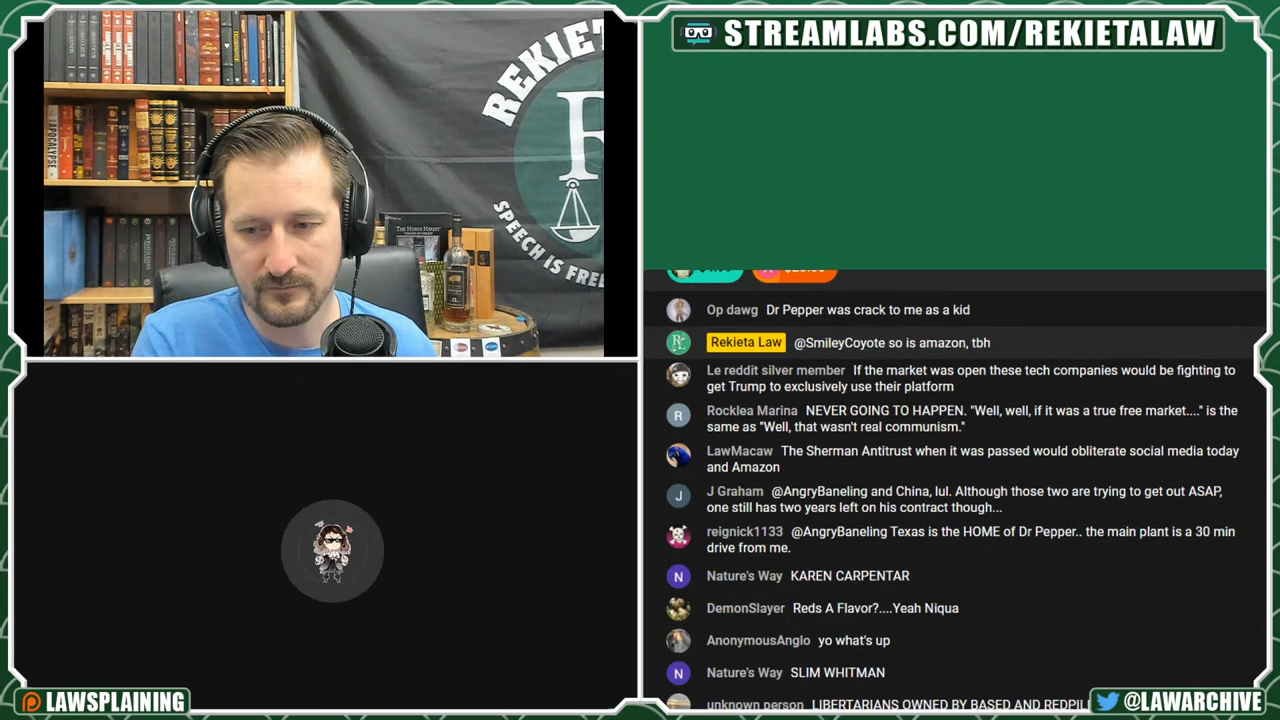 STREAMLABS.COM/REKIETALAW
REKIET
R
SPEECH IS FREE
APOCALYPSE
THE HORUS HERESY
Op dawg Dr Pepper was crack to me as a kid
Rekieta Law @SmileyCoyote so is amazon, tbh
Le reddit silver member If the market was open these tech companies would be fighting to
get Trump to exclusively use their platform
R
Rocklea Marina NEVER GOING TO HAPPEN. "Well, well, if it was a true free market...." is the
same as "Well, that wasn't real communism."
LawMacaw The Sherman Antitrust when it was passed would obliterate social media today
and Amazon
J
J Graham @AngryBaneling and China, lul. Although those two are trying to get out ASAP,
one still has two years left on his contract though...
reignick1133 @AngryBaneling Texas is the HOME of Dr Pepper.. the main plant is a 30 min
drive from me.
N
Nature's Way KAREN CARPENTAR
DemonSlayer Reds A Flavor?....Yeah Niqua
AnonymousAnglo yo what's up
N
Nature's Way SLIM WHITMAN
unknown person LIBERTARIANS OWNED BY BASED AND REDPIL
LAWSPLAINING
@LAWARCHIVE